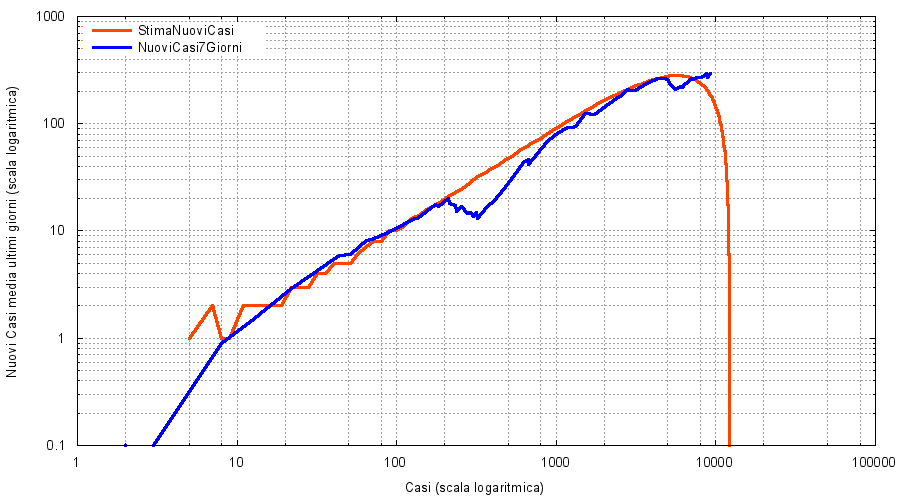 1000
StimaNuoviCasi
NuoviCasi7Giorni
100
10
1
0.1
Nuovi Casi media ultimi giorni (scala logaritmica)
1
10
100
1000
10000
100000
Casi (scala logaritmica)